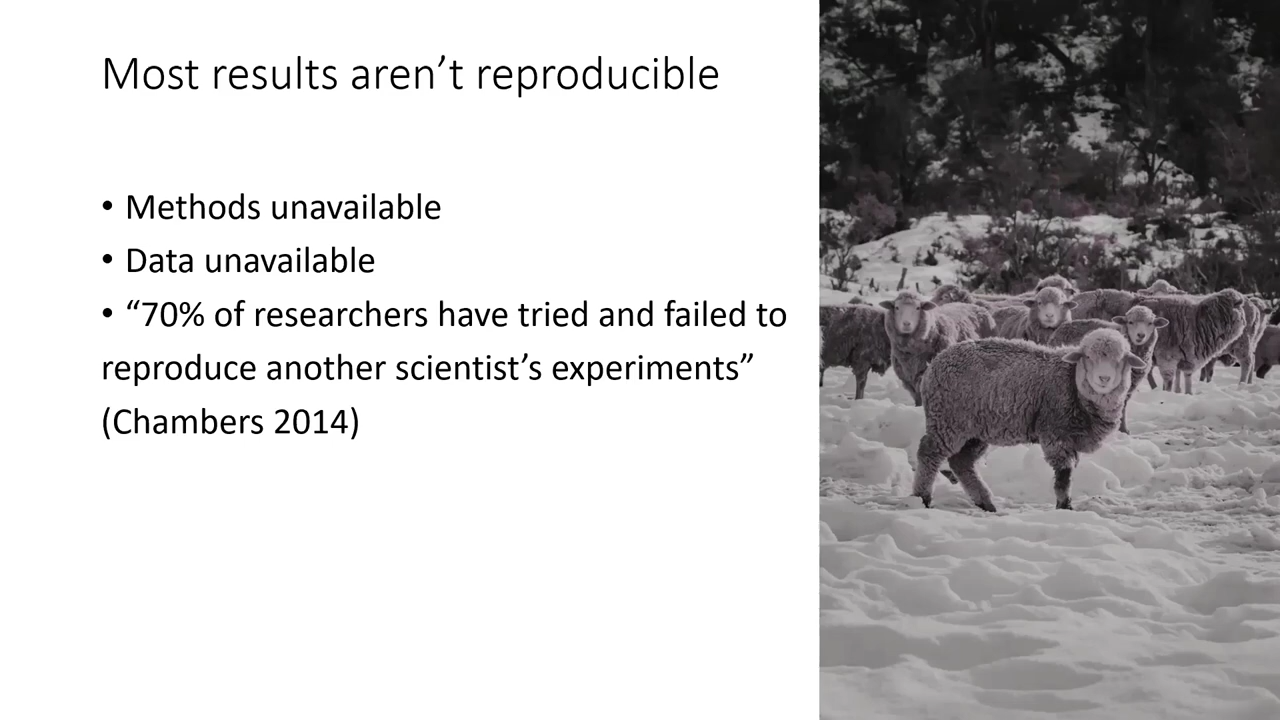 Most results aren’t reproducible
• Methods unavailable
• Data unavailable
• “70% of researchers have tried and failed to
reproduce another scientist’s experiments”
(Chambers 2014)